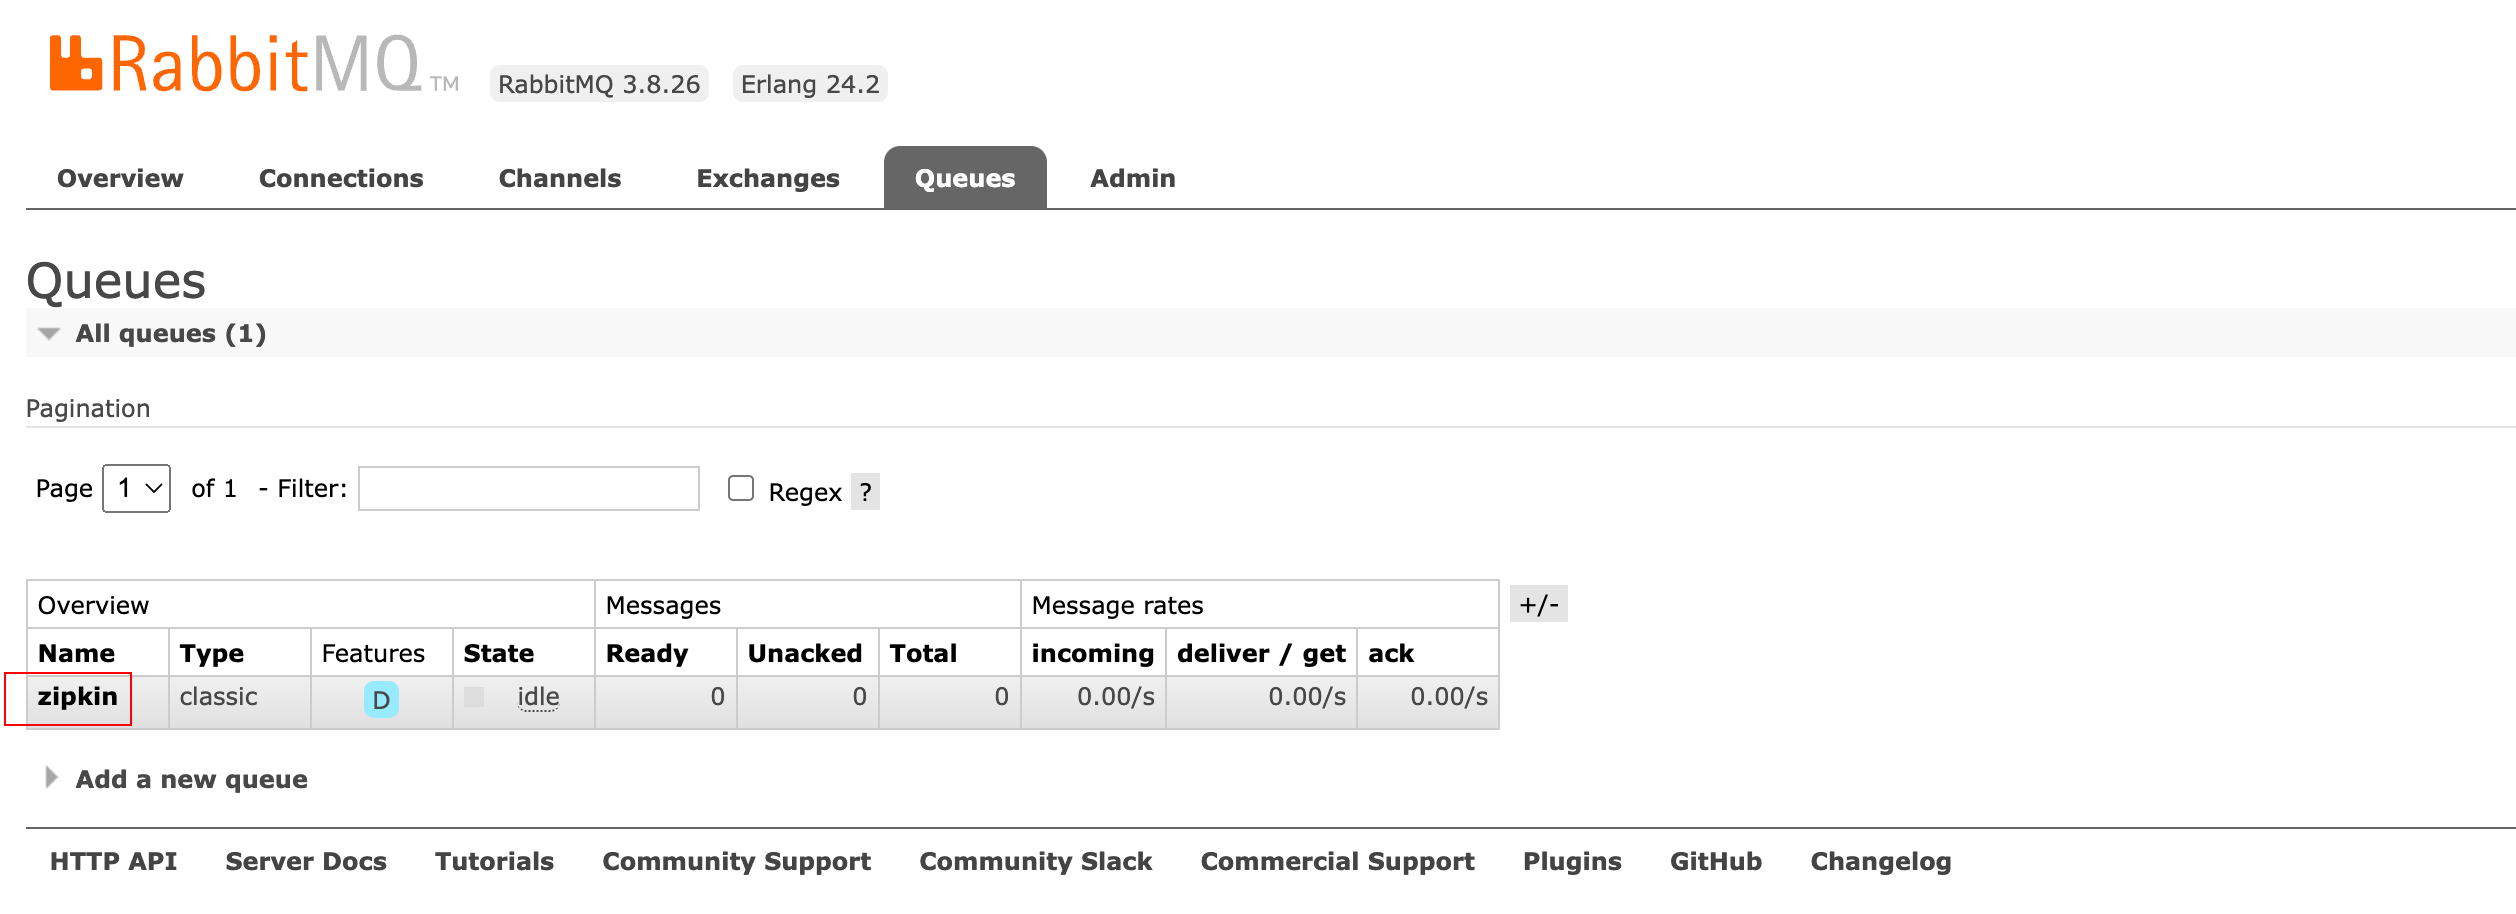 RabbitMQ TM RabbitMQ 3.8.26 Erlang 24.2
Overview Connections Channels Exchanges Queues Admin
Queues
All queues (1)
Pagination
Page 1 of 1 - Filter: Regex ?
Overview Messages Message rates +/-
Name Type Features State Ready Unacked Total incoming deliver / get ack
zipkin classic D idle 0 0 0 0.00/s 0.00/s 0.00/s
Add a new queue
HTTP API Server Docs Tutorials Community Support Community Slack Commercial Support Plugins GitHub Changelog